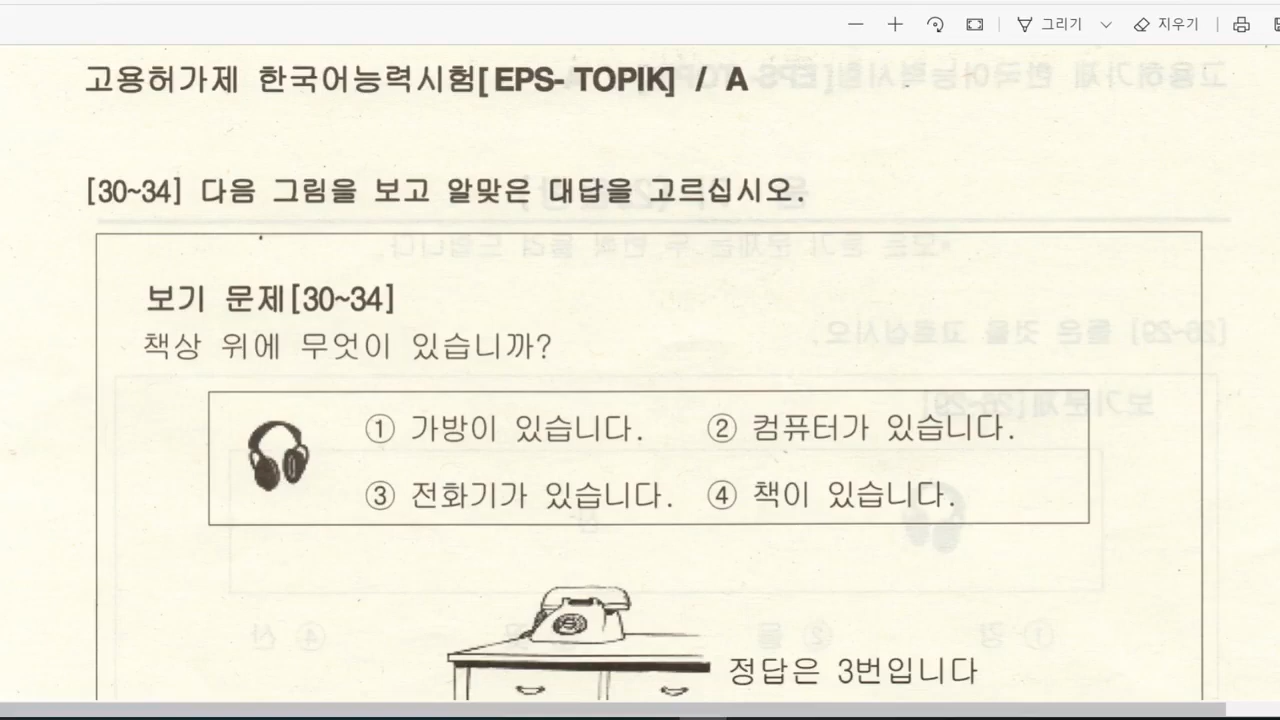 그리기 지우기
고용허가제 한국어능력시험[EPS-TOPIK] / A
[30~34] 다음 그림을 보고 알맞은 대답을 고르십시오.
보기 문제[30~34]
책상 위에 무엇이 있습니까?
① 가방이 있습니다. ② 컴퓨터가 있습니다.
③ 전화기가 있습니다. ④ 책이 있습니다.
정답은 3번입니다